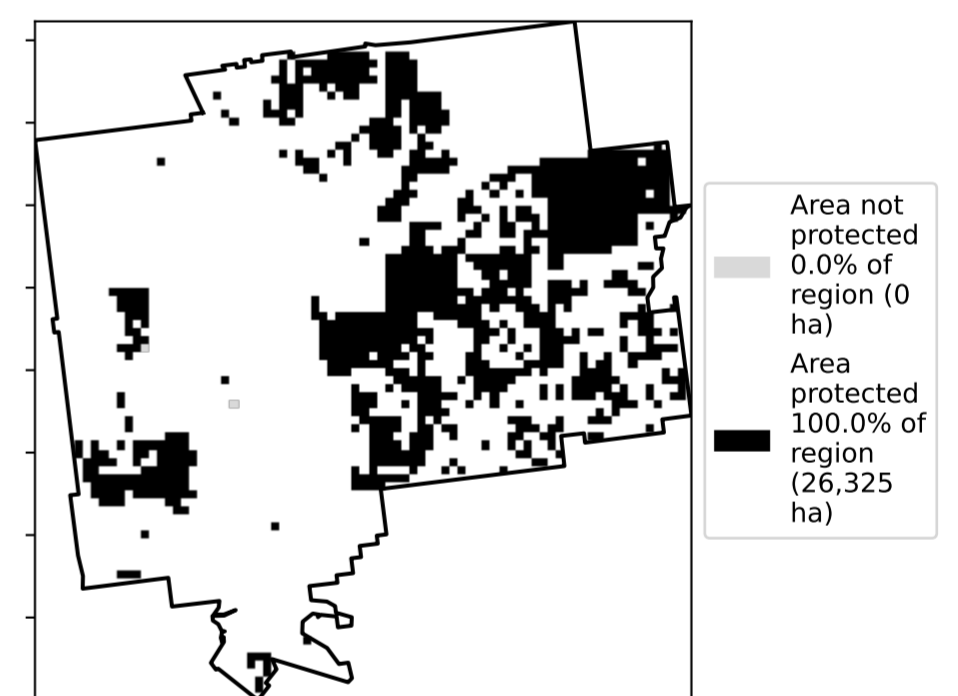 Area not
protected
0.0% of
region (0
ha)
Area
protected
100.0% of
region
(26,325
ha)